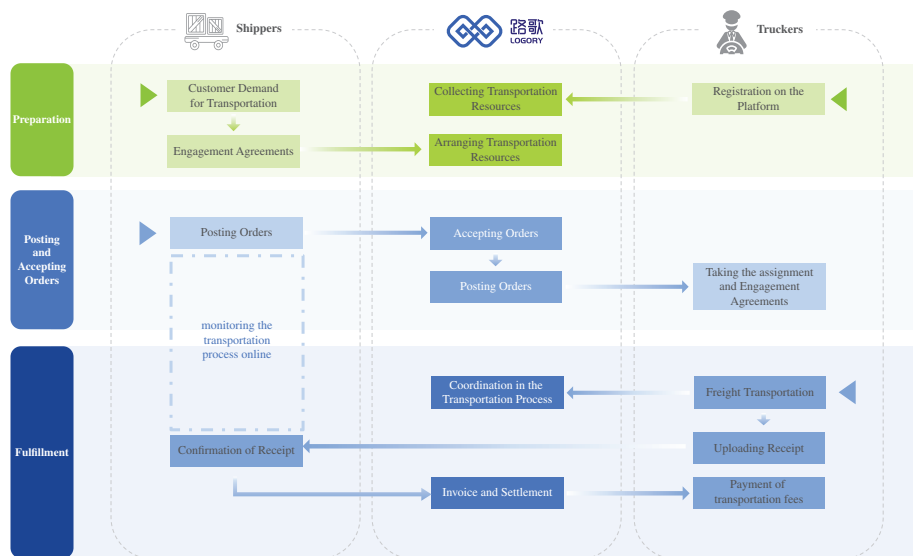 Shippers
路歌
LOGORY
Truckers
Preparation
Customer Demand
for Transportation
Collecting Transportation
Resources
Registration on the
Platform
Engagement Agreements
Arranging Transportation
Resources
Posting
and
Accepting
Orders
Posting Orders
Accepting Orders
Posting Orders
Taking the assignment
and Engagement
Agreements
monitoring the
transportation
process online
Fulfillment
Coordination in the
Transportation Process
Freight Transportation
Confirmation of Receipt
Uploading Receipt
Invoice and Settlement
Payment of
transportation fees